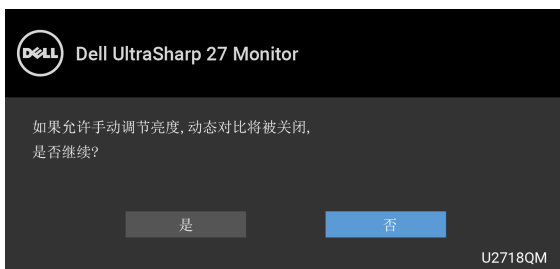 DELL
Dell UltraSharp 27 Monitor
如果允许手动调节亮度,动态对比将被关闭,
是否继续?
是
否
U2718QM